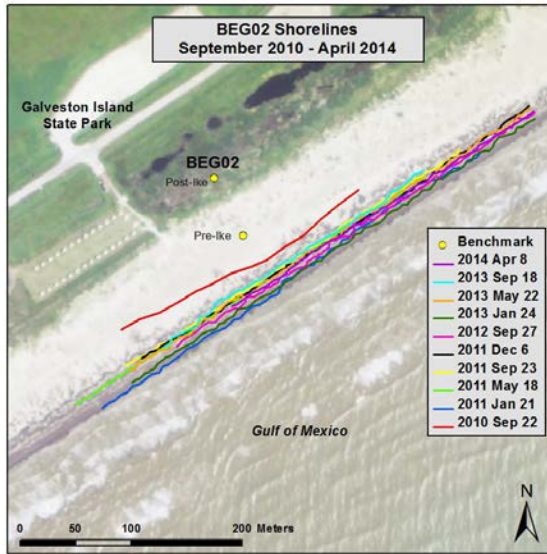 BEG02 Shorelines
September 2010 - April 2014
Galveston Island
State Park
BEG02
Post-Ike
Pre-Ike
Benchmark
2014 Apr 8
2013 Sep 18
2013 May 22
2013 Jan 24
2012 Sep 27
2011 Dec 6
2011 Sep 23
2011 May 18
2011 Jan 21
2010 Sep 22
Gulf of Mexico
N
0 50 100 200 Meters